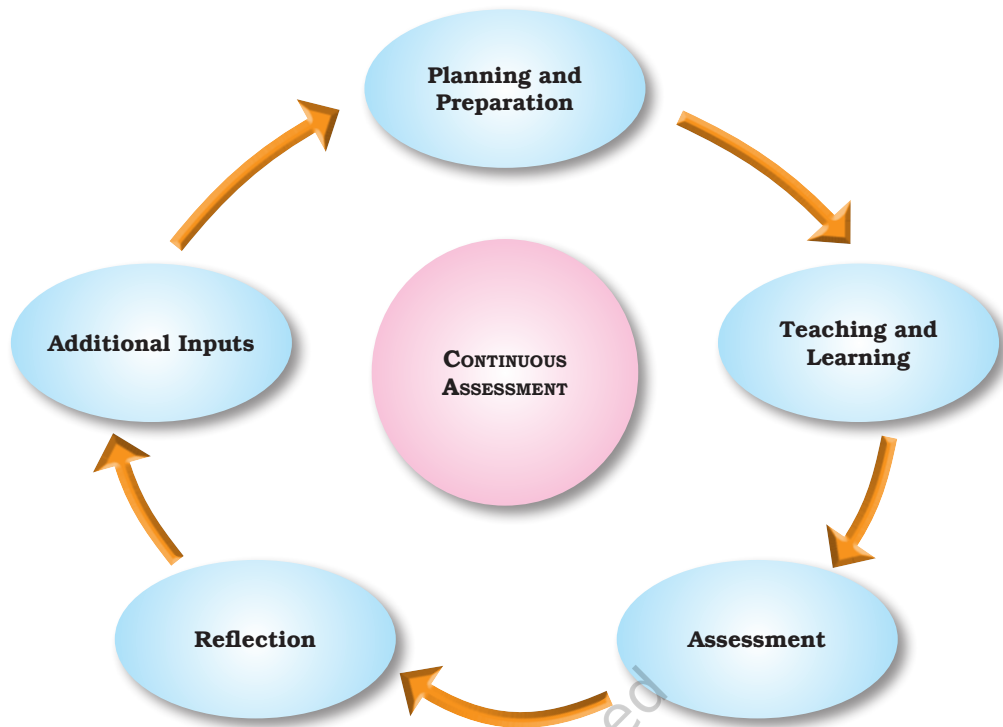 Planning and
Preparation
Teaching and
Learning
Assessment
Reflection
Additional Inputs
CONTINUOUS
ASSESSMENT